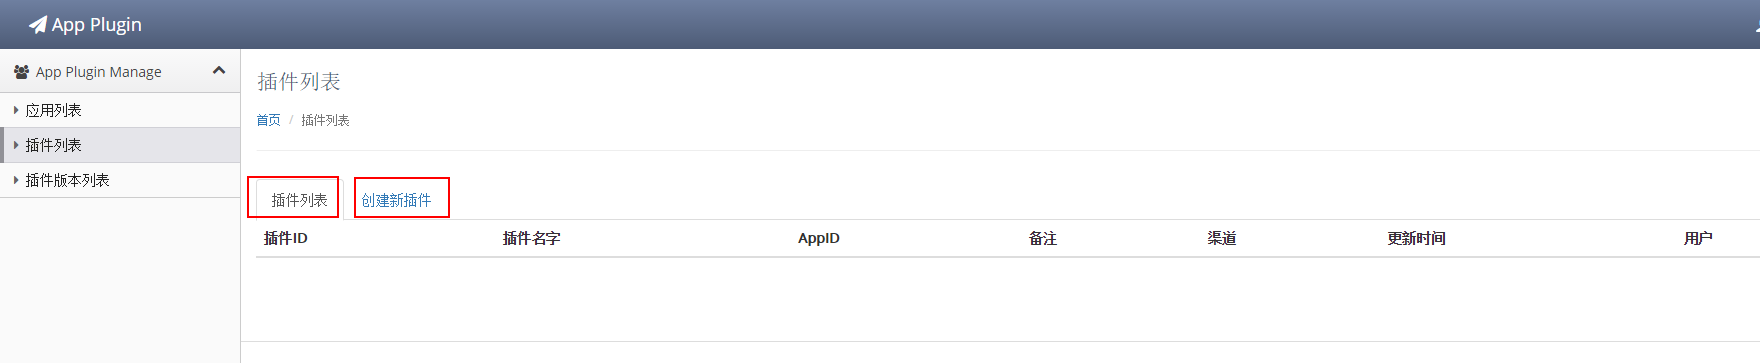 App Plugin
App Plugin Manage
应用列表
插件列表
插件版本列表
插件列表
首页 / 插件列表
插件列表 创建新插件
插件ID 插件名字 AppID 备注 渠道 更新时间 用户